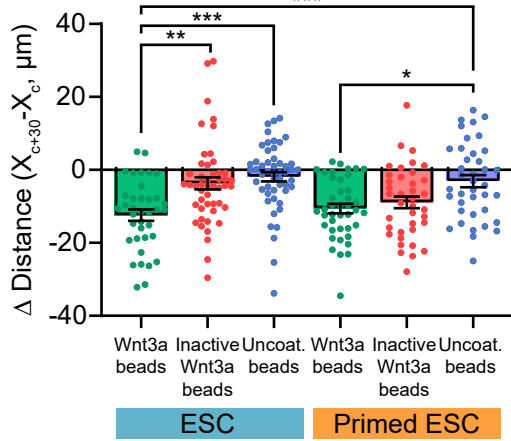 ***
**
*
40
20
0
-20
-40
Δ Distance (Xc+30-Xc, μm)
Wnt3a beads
Inactive Wnt3a beads
Uncoat. beads
Wnt3a beads
Inactive Wnt3a beads
Uncoat. beads
ESC
Primed ESC